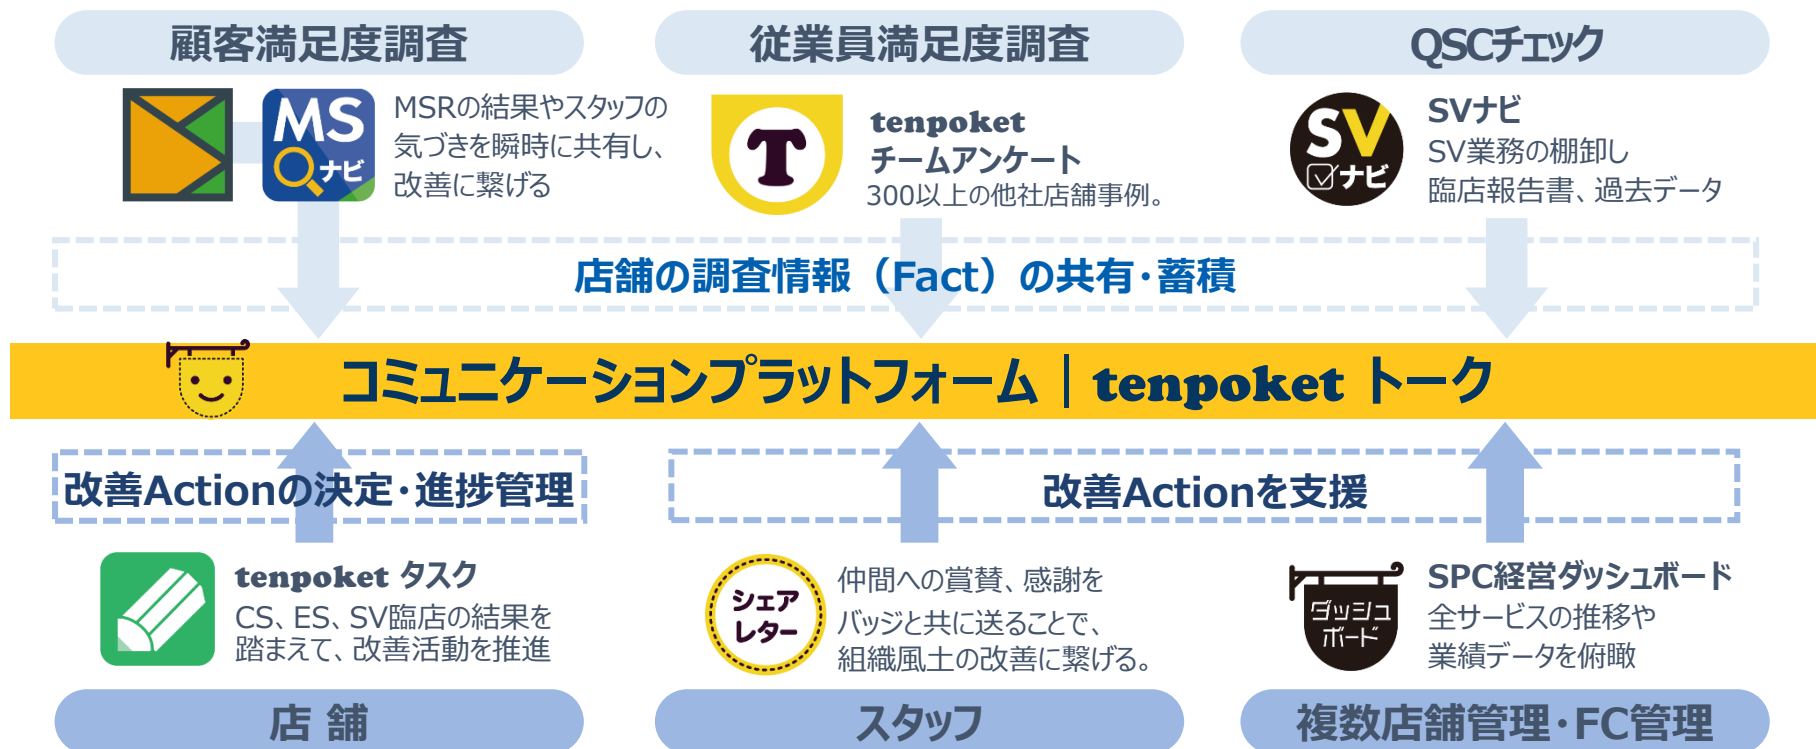 顧客満足度調査
従業員満足度調査
QSCチェック
MS
ナビ
MSRの結果やスタッフの
気づきを瞬時に共有し、
改善に繋げる
T
tenpoket
チームアンケート
300以上の他社店舗事例。
SV
ナビ
SVナビ
SV業務の棚卸し
臨店報告書、過去データ
店舗の調査情報（Fact）の共有･蓄積
コミュニケーションプラットフォーム｜tenpoket トーク
改善Actionの決定･進捗管理
改善Actionを支援
tenpoket タスク
CS、ES、SV臨店の結果を
踏まえて、改善活動を推進
シェア
レター
仲間への賞賛、感謝を
バッジと共に送ることで、
組織風土の改善に繋げる。
ダッシュ
ボード
SPC経営ダッシュボード
全サービスの推移や
業績データを俯瞰
店 舗
スタッフ
複数店舗管理･FC管理